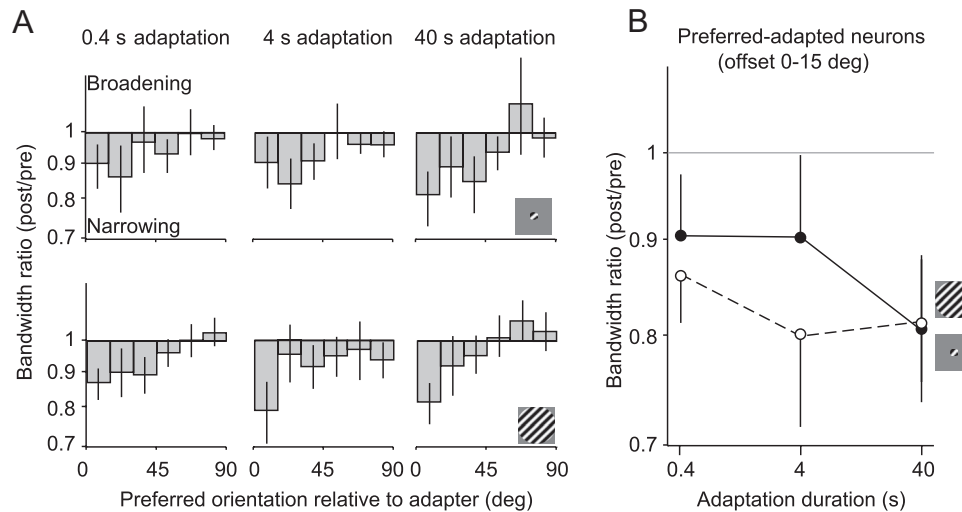 A
0.4 s adaptation
4 s adaptation
40 s adaptation
Broadening
1
0.9
0.8
0.7
Narrowing
Bandwidth ratio (post/pre)
1
0.9
0.8
0.7
0
45
90
0
45
90
0
45
90
Preferred orientation relative to adapter (deg)
B
Preferred-adapted neurons
(offset 0-15 deg)
1
0.9
0.8
0.7
Bandwidth ratio (post/pre)
0.4
4
40
Adaptation duration (s)